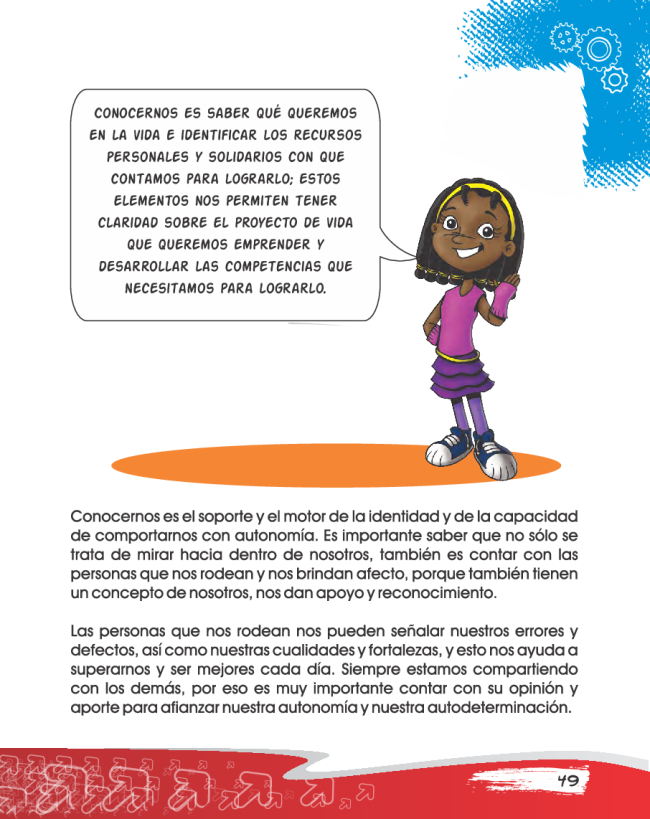 CONOCERNOS ES SABER QUÉ QUEREMOS
EN LA VIDA E IDENTIFICAR LOS RECURSOS
PERSONALES Y SOLIDARIOS CON QUE
CONTAMOS PARA LOGRARLO; ESTOS
ELEMENTOS NOS PERMITEN TENER
CLARIDAD SOBRE EL PROYECTO DE VIDA
QUE QUEREMOS EMPRENDER Y
DESARROLLAR LAS COMPETENCIAS QUE
NECESITAMOS PARA LOGRARLO.
Conocernos es el soporte y el motor de la identidad y de la capacidad
de comportarnos con autonomía. Es importante saber que no sólo se
trata de mirar hacia dentro de nosotros, también es contar con las
personas que nos rodean y nos brindan afecto, porque también tienen
un concepto de nosotros, nos dan apoyo y reconocimiento.
Las personas que nos rodean nos pueden señalar nuestros errores y
defectos, así como nuestras cualidades y fortalezas, y esto nos ayuda a
superarnos y ser mejores cada día. Siempre estamos compartiendo
con los demás, por eso es muy importante contar con su opinión y
aporte para afianzar nuestra autonomía y nuestra autodeterminación.
49